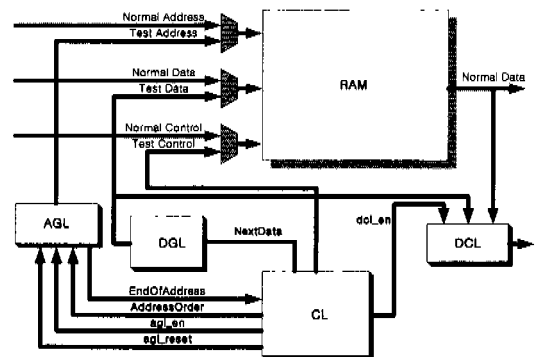 Normal Address
Test Address
Normal Data
Test Data
RAM
Normal Data
Normal Control
Test Control
AGL
DGL
NextData
dcl_en
DCL
EndOfAddress
AddressOrder
agl_en
agl_reset
CL